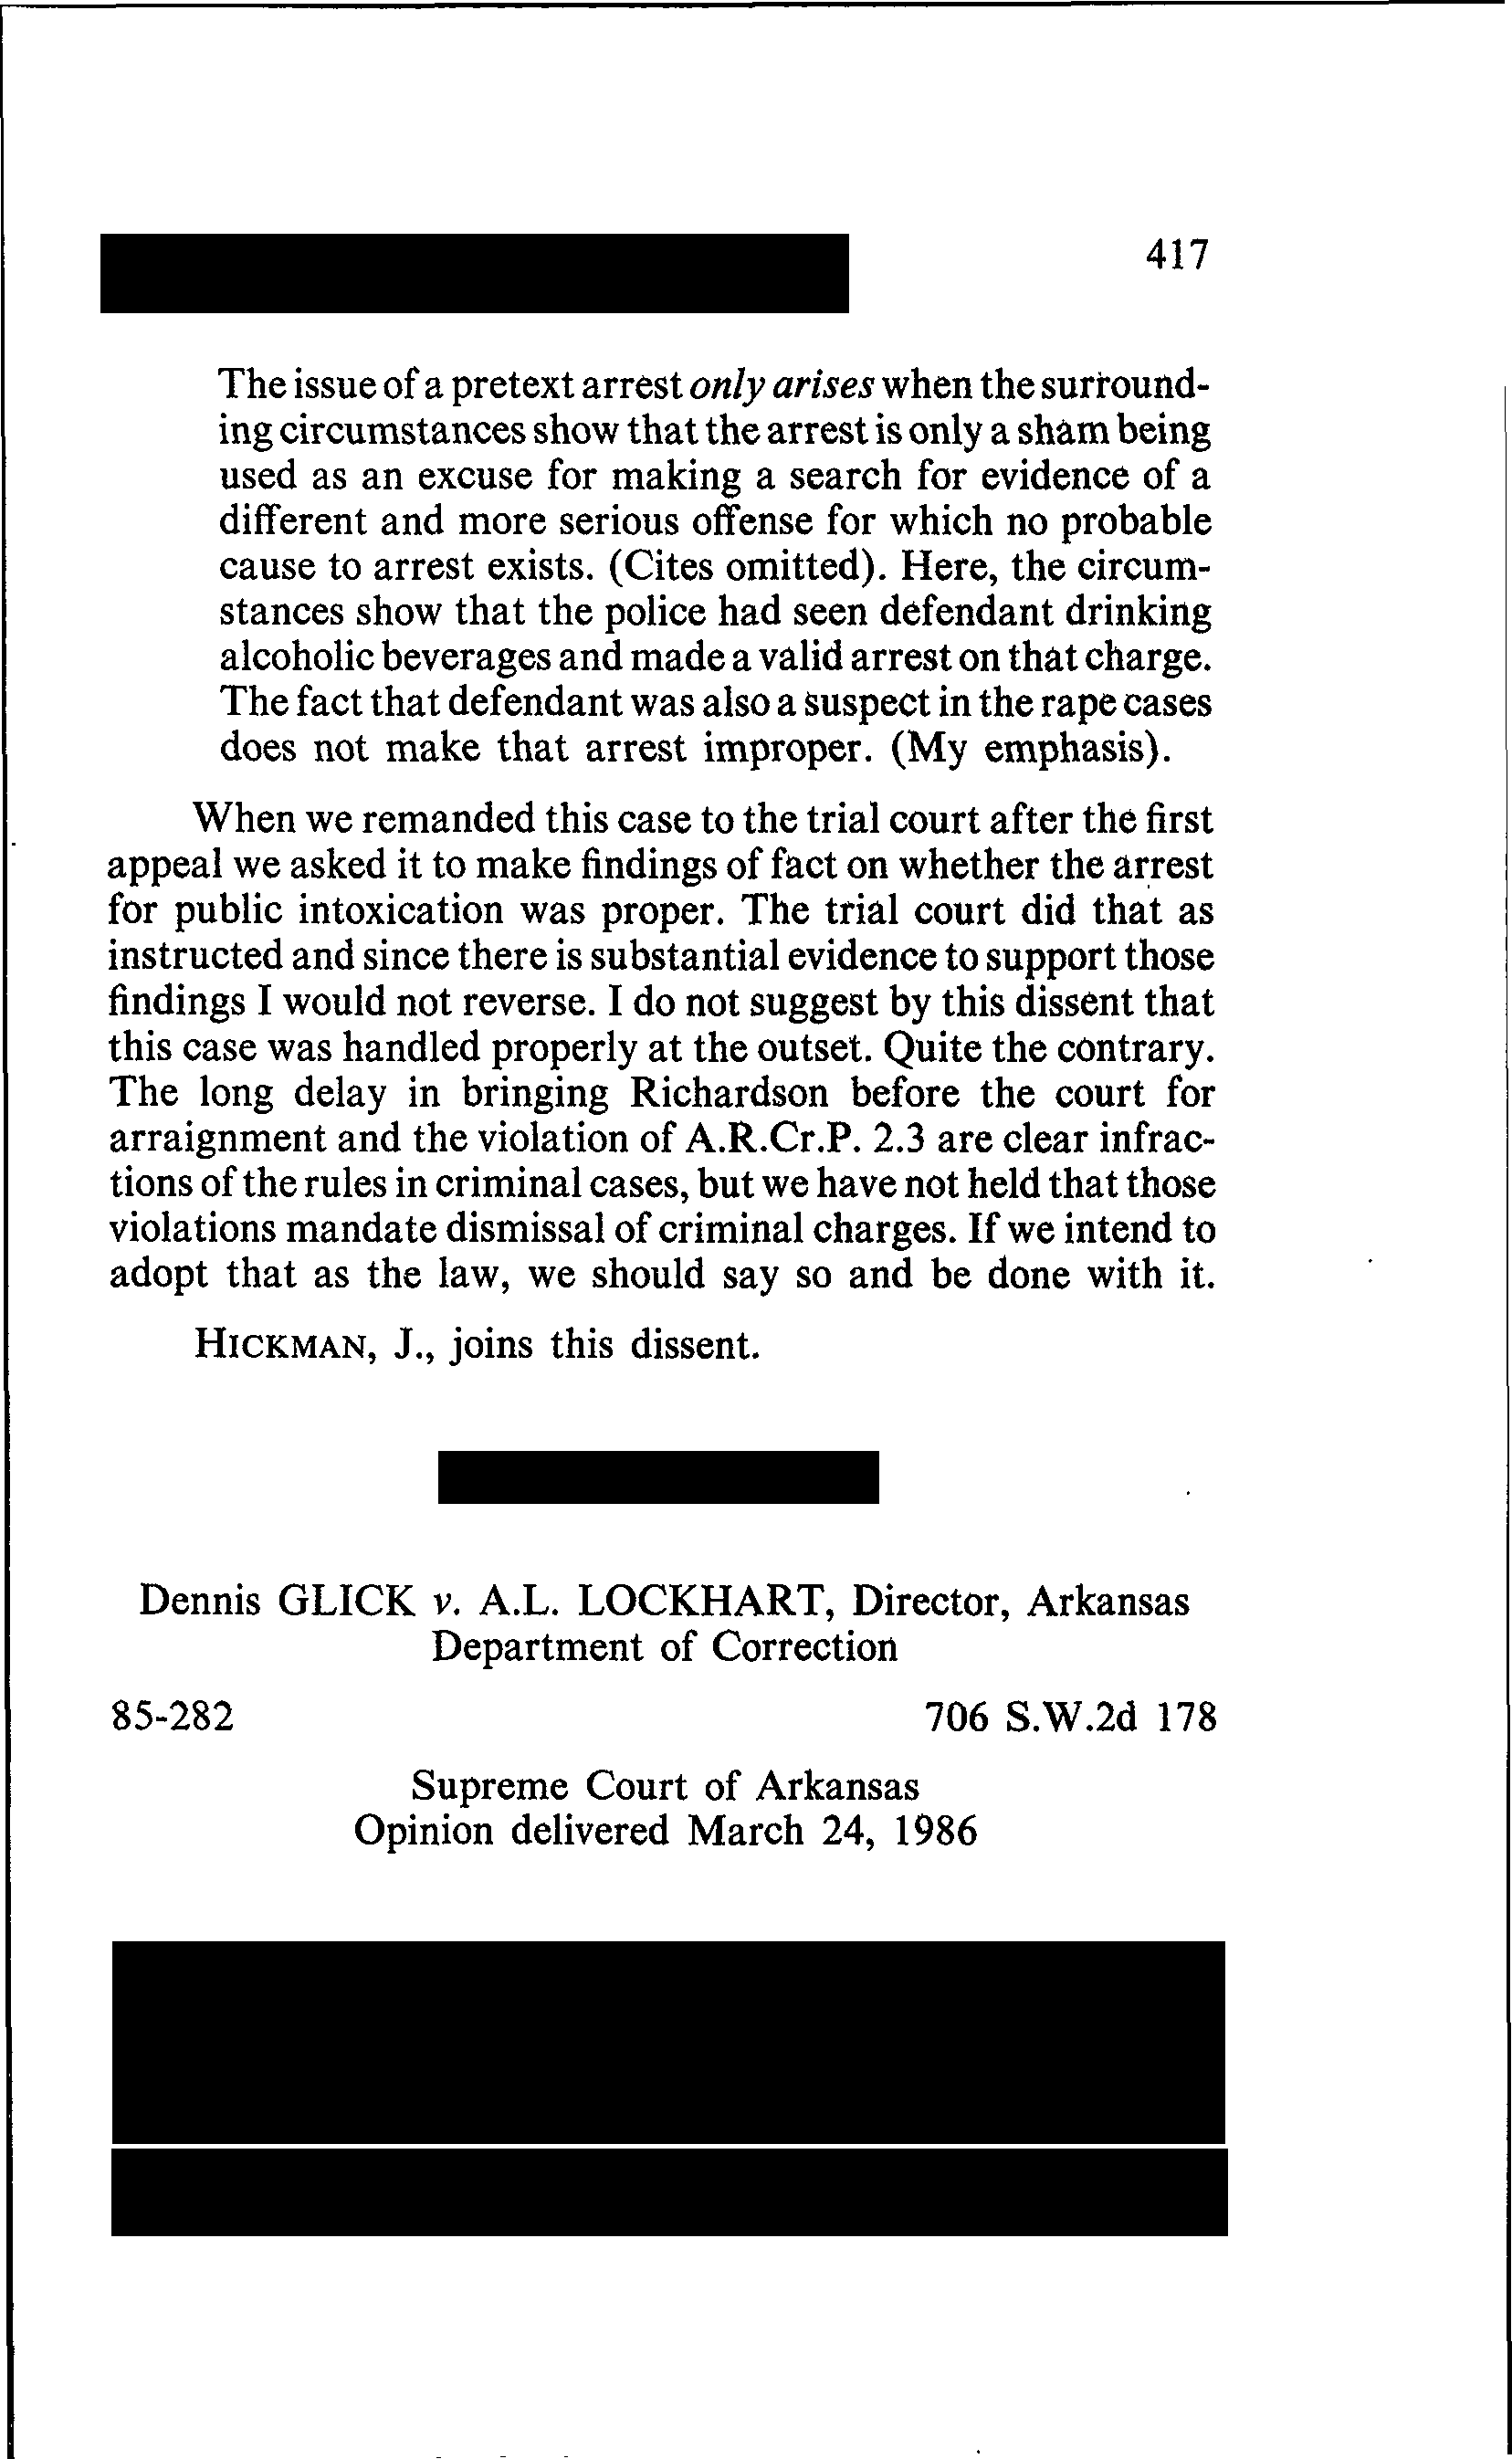 417
The issue of a pretext arrest only arises when the surround-
ing circumstances show that the arrest is only a sham being
used as an excuse for making a search for evidence of a
different and more serious offense for which no probable
cause to arrest exists. (Cites omitted). Here, the circum-
stances show that the police had seen defendant drinking
alcoholic beverages and made a valid arrest on that charge.
The fact that defendant was also a suspect in the rape cases
does not make that arrest improper. (My emphasis).
When we remanded this case to the trial court after the first
appeal we asked it to make findings of fact on whether the arrest
for public intoxication was proper. The trial court did that as
instructed and since there is substantial evidence to support those
findings I would not reverse. I do not suggest by this dissent that
this case was handled properly at the outset. Quite the contrary.
The long delay in bringing Richardson before the court for
arraignment and the violation of A.R.Cr.P. 2.3 are clear infrac-
tions of the rules in criminal cases, but we have not held that those
violations mandate dismissal of criminal charges. If we intend to
adopt that as the law, we should say so and be done with it.
HICKMAN, J., joins this dissent.
Dennis GLICK v. A.L. LOCKHART, Director, Arkansas
Department of Correction
85-282 706 S.W.2d 178
Supreme Court of Arkansas
Opinion delivered March 24, 1986